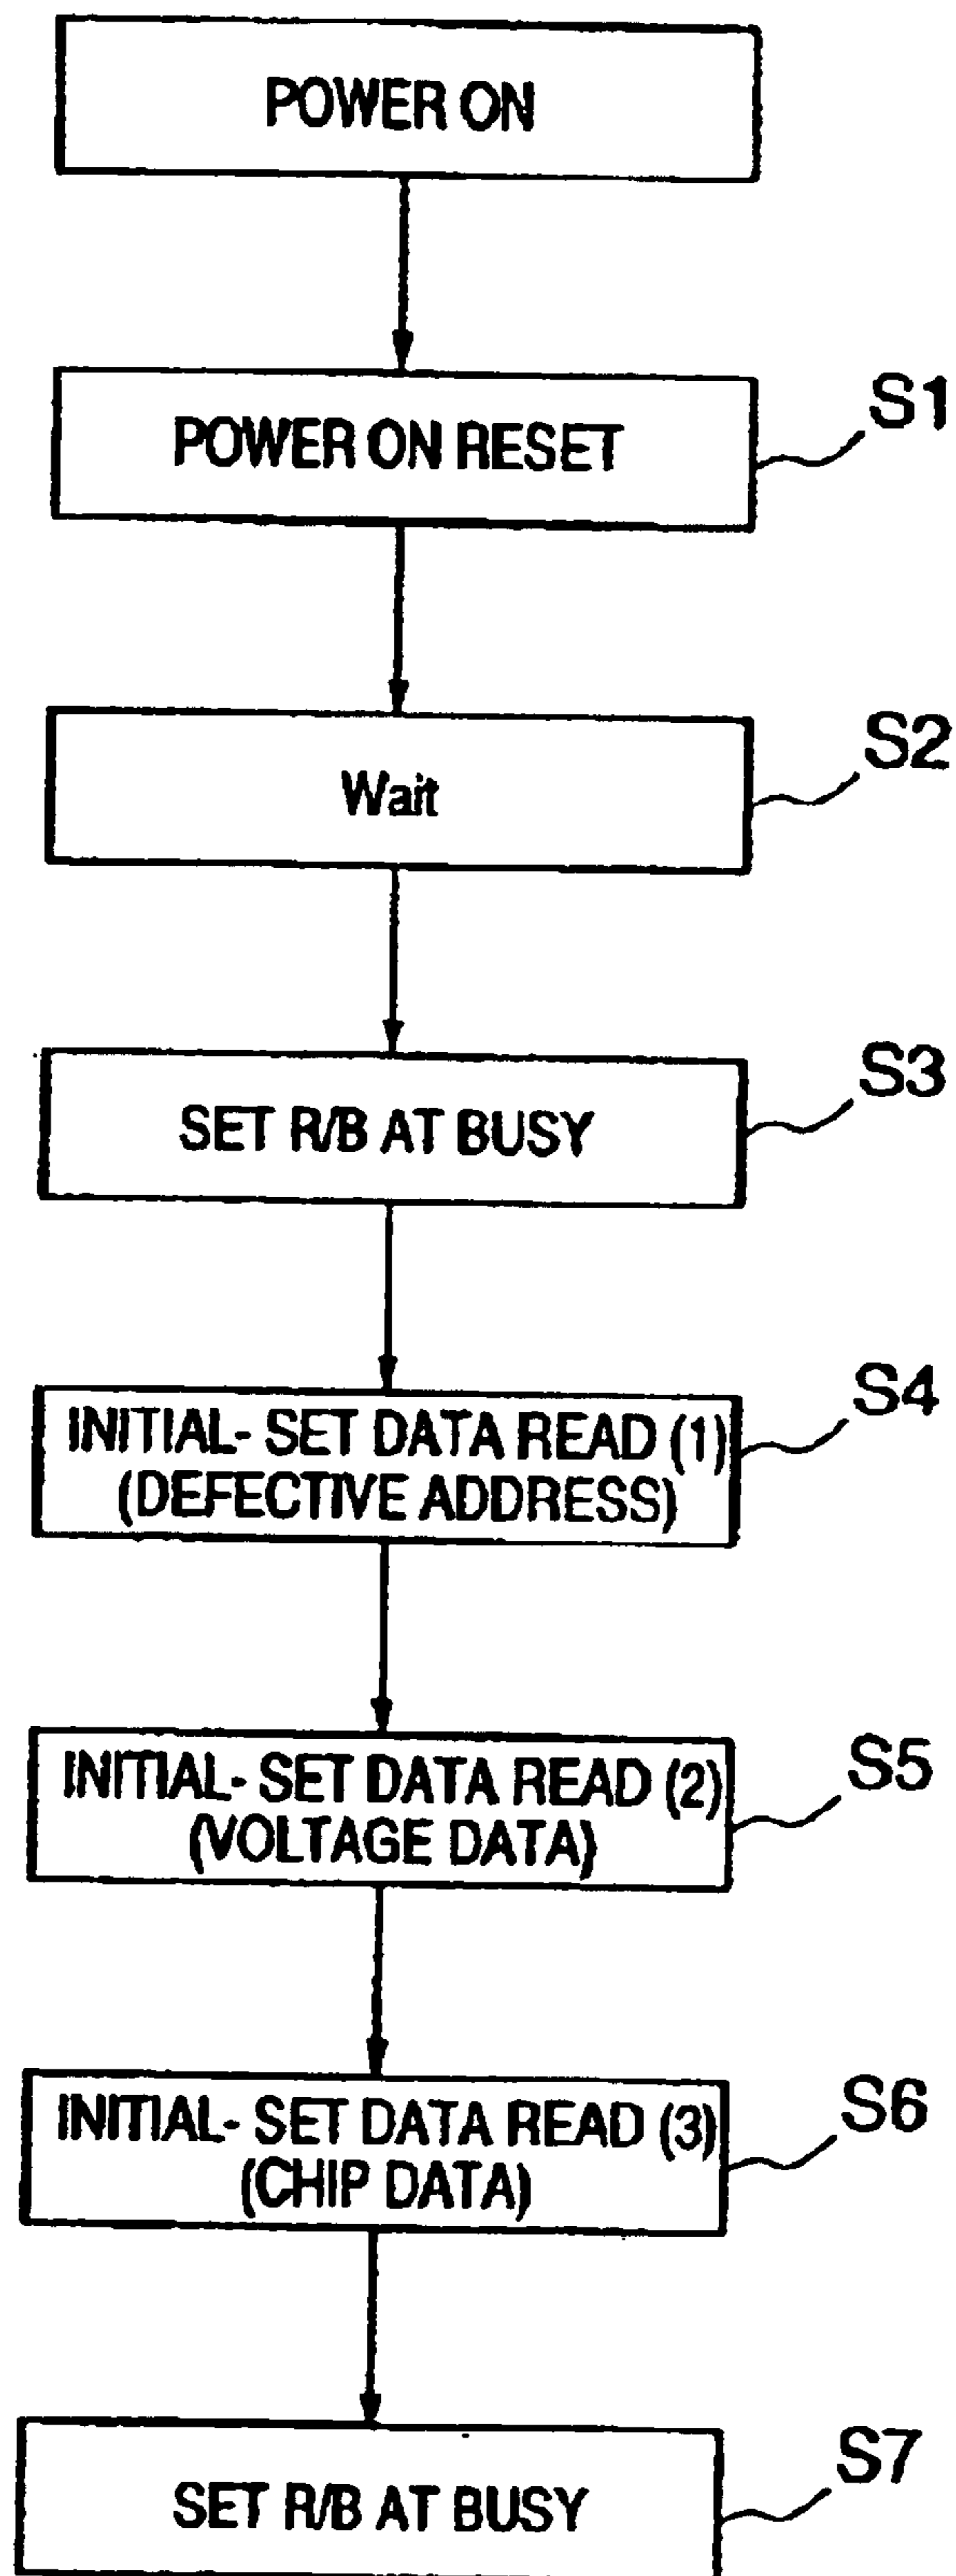 POWER ON
POWER ON RESET
S1
Wait
S2
SET R/B AT BUSY
S3
INITIAL- SET DATA READ (1)
(DEFECTIVE ADDRESS)
S4
INITIAL- SET DATA READ (2)
(VOLTAGE DATA)
S5
INITIAL- SET DATA READ (3)
(CHIP DATA)
S6
SET R/B AT BUSY
S7